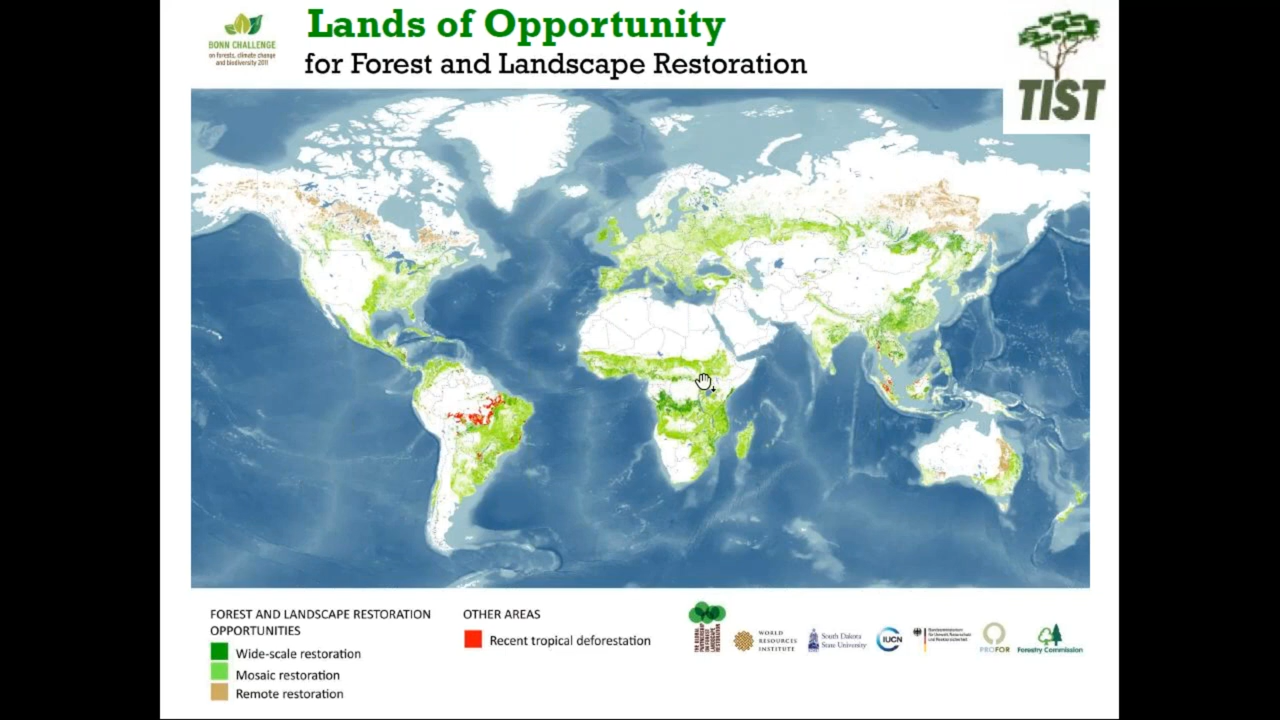 Lands of Opportunity
for Forest and Landscape Restoration
BONN CHALLENGE
on forests, climate change
and biodiversity 2011
TIST
FOREST AND LANDSCAPE RESTORATION
OPPORTUNITIES
Wide-scale restoration
Mosaic restoration
Remote restoration
OTHER AREAS
Recent tropical deforestation
WORLD
RESOURCES
INSTITUTE
South Dakota
State University
IUCN
PROFOR
Forestry Commission